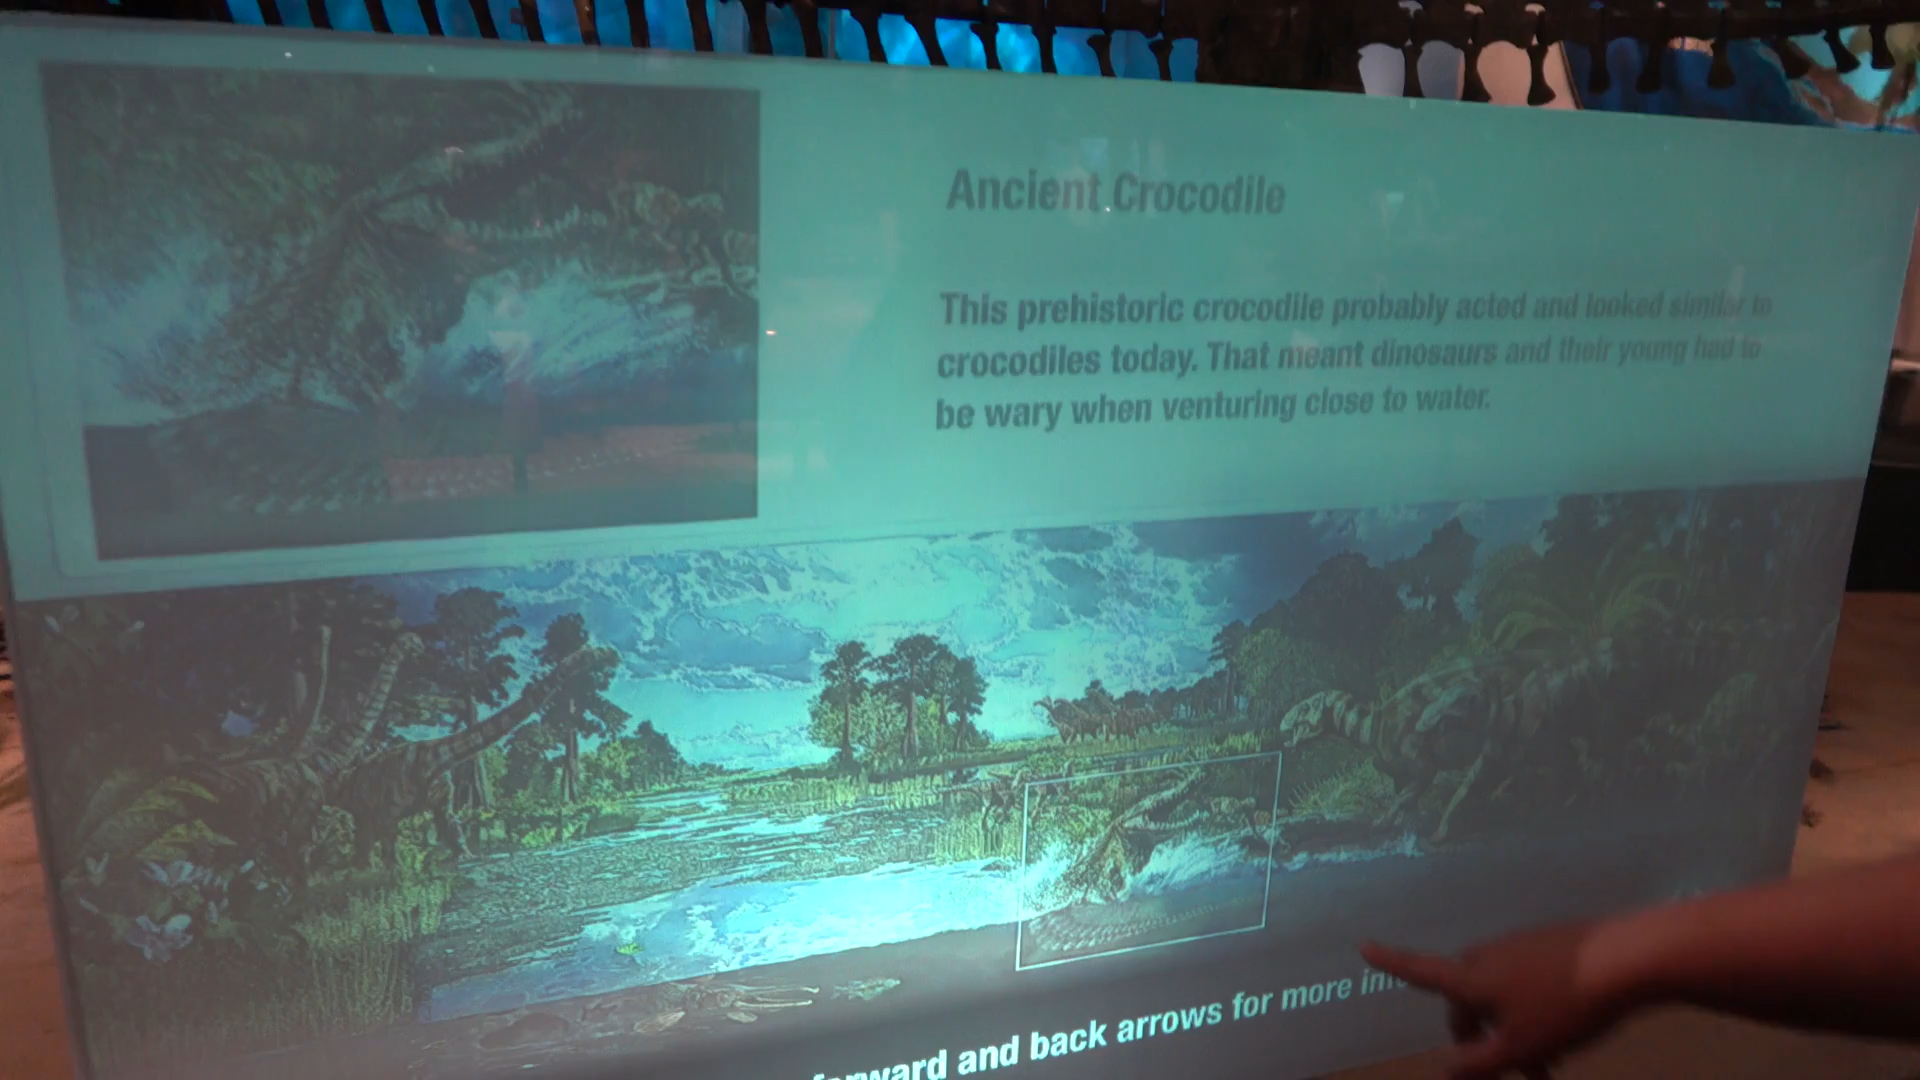 Ancient Crocodile
This prehistoric crocodile probably acted and looked similar to
crocodiles today. That meant dinosaurs and their young had to
be wary when venturing close to water.
and back arrows for more